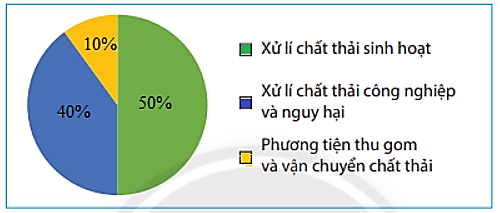 10%
40%
50%
Xử lí chất thải sinh hoạt
Xử lí chất thải công nghiệp
và nguy hại
Phương tiện thu gom
và vận chuyển chất thải